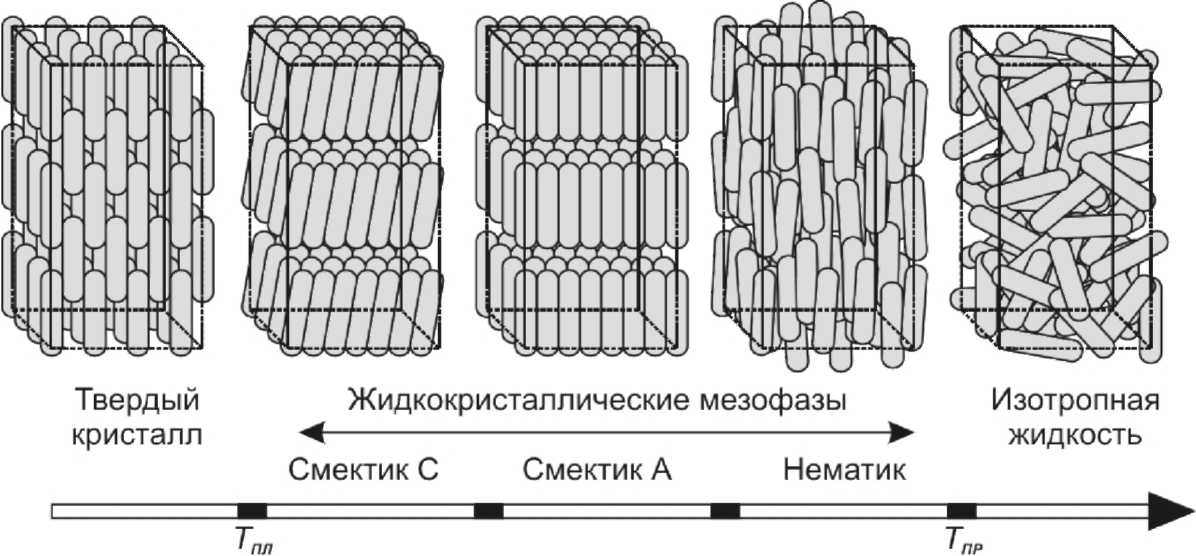 Твердый
кристалл
Жидкокристаллические мезофазы
Изотропная
жидкость
Смектик С
Смектик А
Нематик
Tпл
Tпр